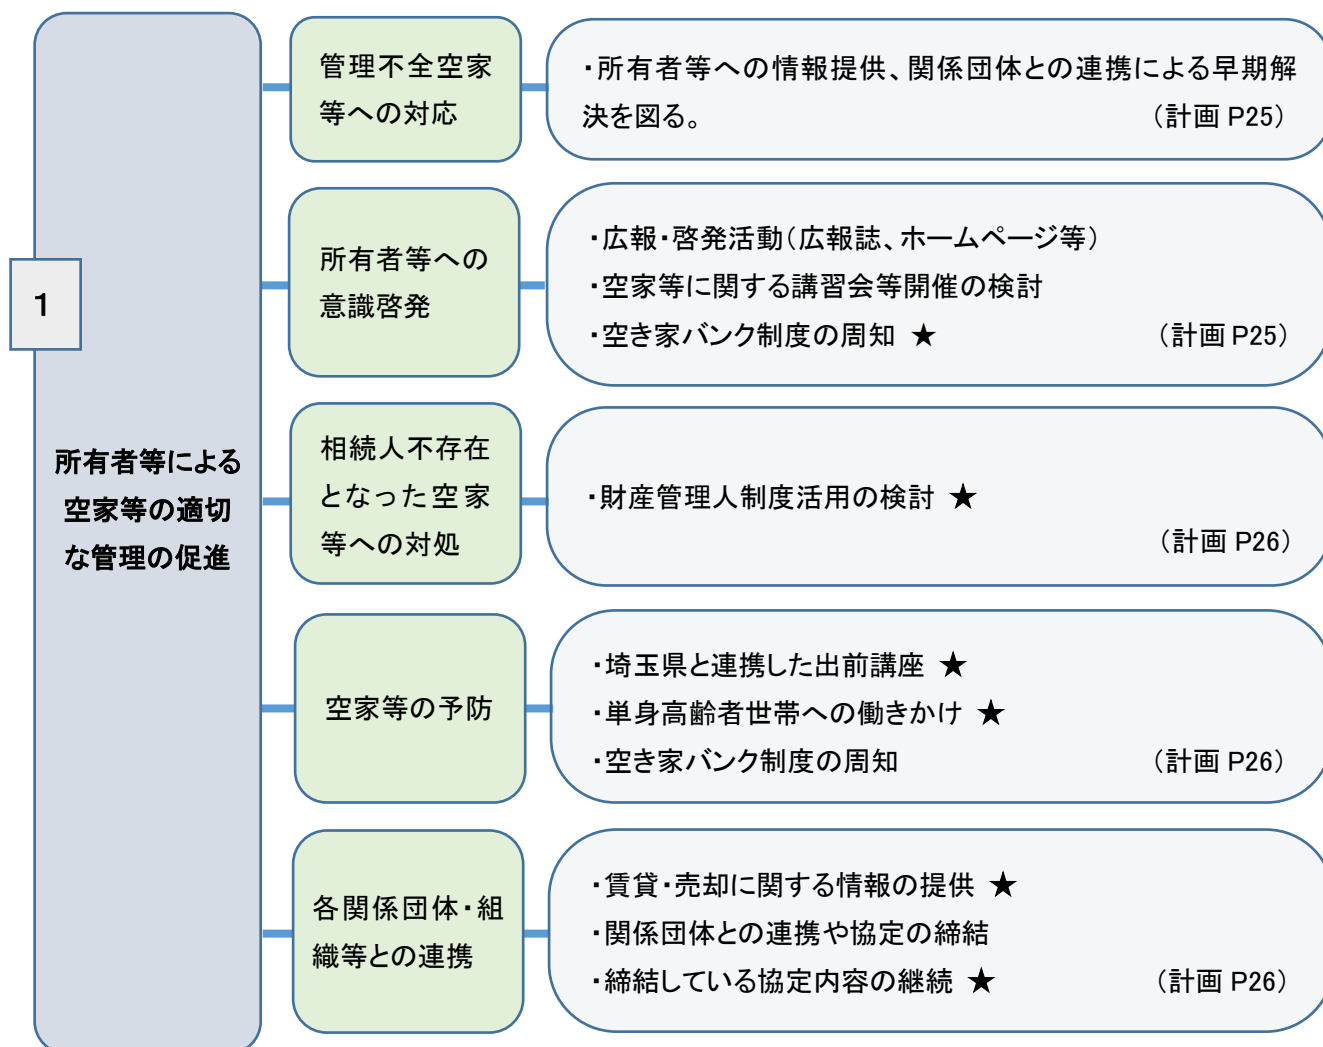 1
所有者等による
空家等の適切
な管理の促進
管理不全空家
等への対応
・所有者等への情報提供、関係団体との連携による早期解
決を図る。 （計画 P25）
所有者等への
意識啓発
・広報・啓発活動（広報誌、ホームページ等）
・空家等に関する講習会等開催の検討
・空き家バンク制度の周知 ★ （計画 P25）
相続人不存在
となった空家
等への対処
・財産管理人制度活用の検討 ★
（計画 P26）
空家等の予防
・埼玉県と連携した出前講座 ★
・単身高齢者世帯への働きかけ ★
・空き家バンク制度の周知 （計画 P26）
各関係団体・組
織等との連携
・賃貸・売却に関する情報の提供 ★
・関係団体との連携や協定の締結
・締結している協定内容の継続 ★ （計画 P26）